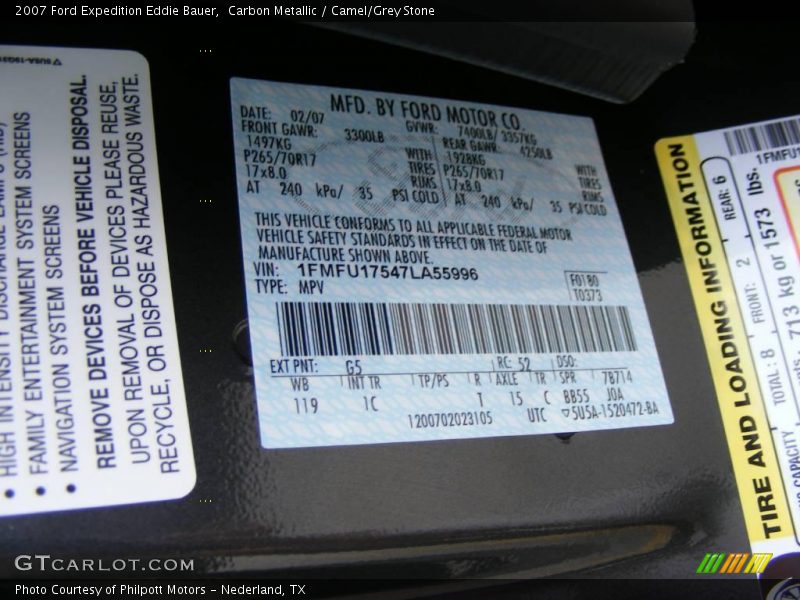 2007 Ford Expedition Eddie Bauer, Carbon Metallic / Camel/Grey Stone
FAMILY ENTERTAINMENT SYSTEM SCREENS
NAVIGATION SYSTEM SCREENS
REMOVE DEVICES BEFORE VEHICLE DISPOSAL.
UPON REMOVAL OF DEVICES PLEASE REUSE,
RECYCLE, OR DISPOSE AS HAZARDOUS WASTE.
MFD. BY FORD MOTOR CO.
DATE: 02/07 GVWR: 7400LB/ 3357KG
FRONT GAWR: 3300LB REAR GAWR: 4250LB
1497KG WITH 1928KG WITH
P265/70R17 TIRES P265/70R17 TIRES
17x8.0 RIMS 17x8.0 RIMS
AT 240 kPa/ 35 PSI COLD AT 240 kPa/ 35 PSI COLD
THIS VEHICLE CONFORMS TO ALL APPLICABLE FEDERAL MOTOR
VEHICLE SAFETY STANDARDS IN EFFECT ON THE DATE OF
MANUFACTURE SHOWN ABOVE.
VIN: 1FMFU17547LA55996 F0180
TYPE: MPV T0373
EXT PNT: G5 RC: 52 DSO:
WB INT TR TP/PS R AXLE TR SPR 7B714
119 1C T 15 C BB55 J0A
1200702023105 UTC ▽5U5A-1520472-BA
TIRE AND LOADING INFORMATION
1FMFU1
TOTAL: 8 FRONT: 2 REAR: 6
713 kg or 1573 lbs.
GTCARLOT.COM
Photo Courtesy of Philpott Motors - Nederland, TX